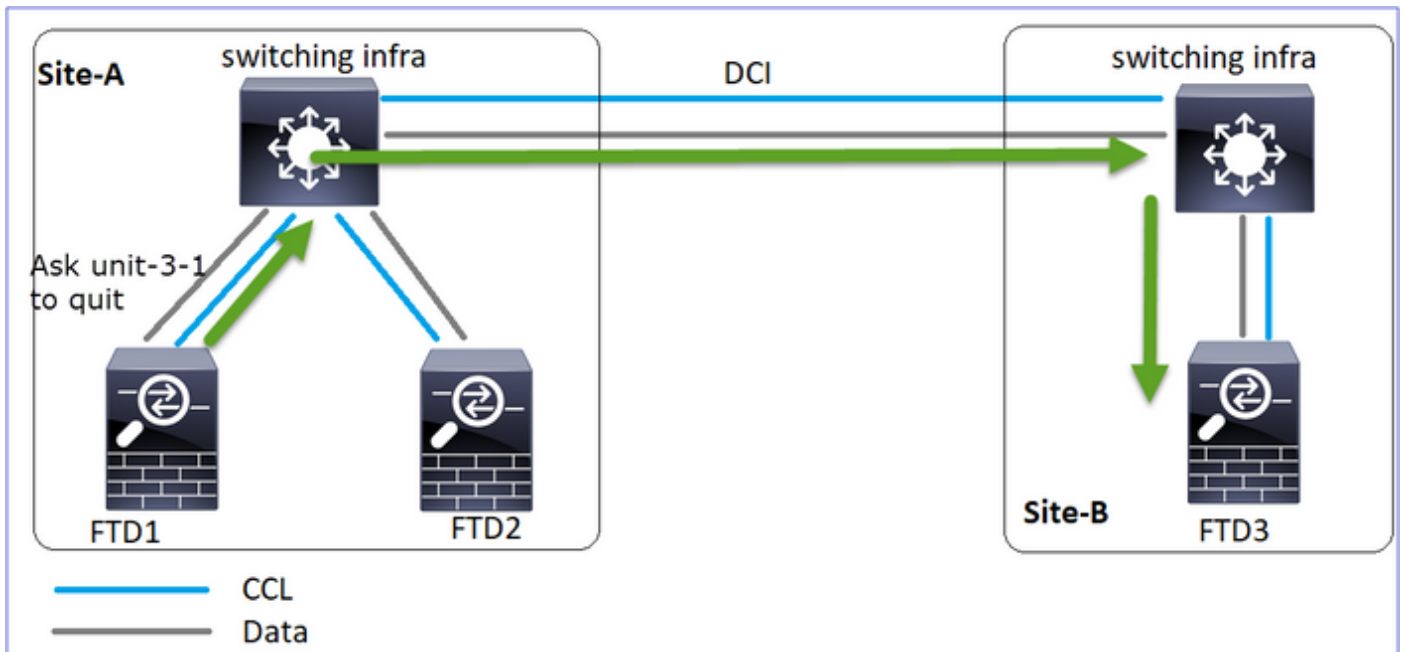 switching infra
Site-A
DCI
switching infra
Ask unit-3-1
to quit
FTD1
FTD2
Site-B
FTD3
CCL
Data